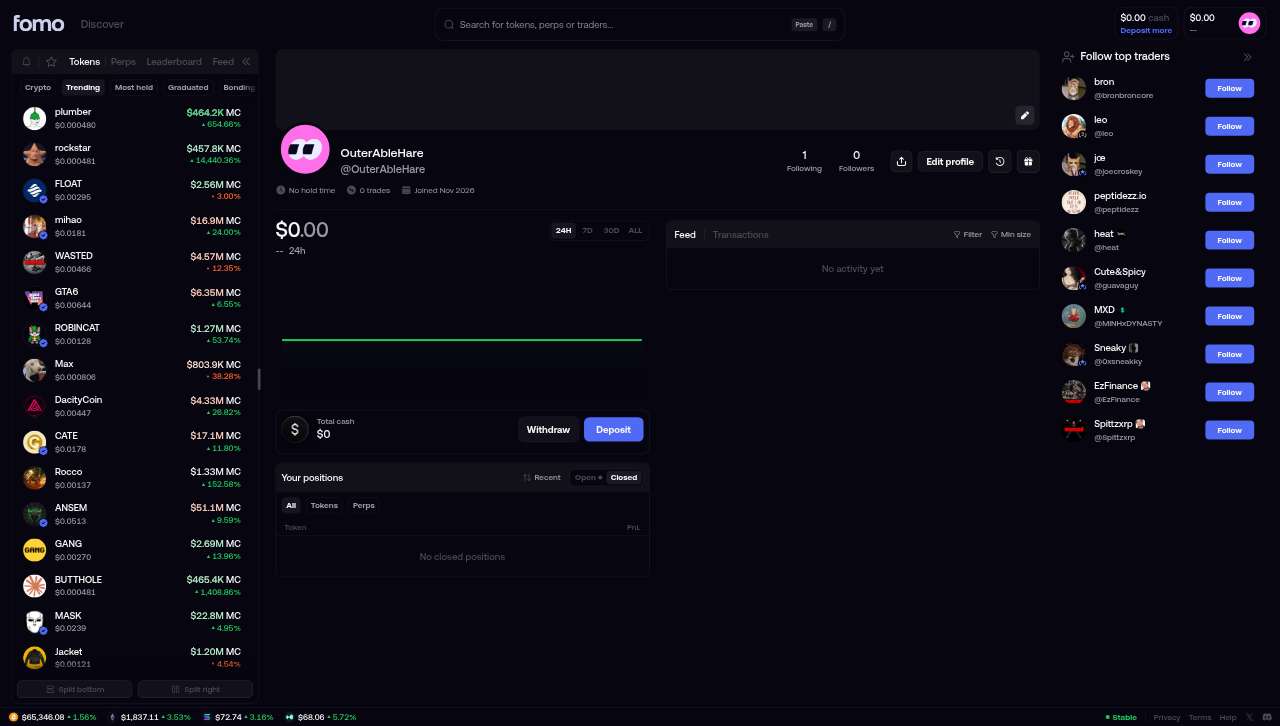 fomo Discover
Search for tokens, perps or traders... Paste /
$0.00 cash
Deposit more
$0.00
--
Tokens Perps Leaderboard Feed
Crypto Trending Most held Graduated Bonding
plumber $464.2K MC
$0.000480 654.66%
rockstar $457.8K MC
$0.000481 14,440.36%
FLOAT $2.56M MC
$0.00295 3.00%
mihao $16.9M MC
$0.0181 24.00%
WASTED $4.57M MC
$0.00466 12.35%
GTA6 $6.35M MC
$0.00644 6.55%
ROBINCAT $1.27M MC
$0.00128 53.74%
Max $803.9K MC
$0.000806 38.28%
DacityCoin $4.33M MC
$0.00447 26.82%
CATE $17.1M MC
$0.0178 11.80%
Rocco $1.33M MC
$0.00137 152.58%
ANSEM $51.1M MC
$0.0513 9.59%
GANG $2.69M MC
$0.00270 13.96%
BUTTHOLE $465.4K MC
$0.000481 1,408.86%
MASK $22.8M MC
$0.0239 4.95%
Jacket $1.20M MC
$0.00121 4.54%
Split bottom Split right
OuterAbleHare
@OuterAbleHare
1 Following
0 Followers
Edit profile
No hold time 0 trades Joined Nov 2026
$0.00
-- 24h
24H 7D 30D ALL
Total cash
$0
Withdraw Deposit
Your positions Recent Open Closed
All Tokens Perps
Token PnL
No closed positions
Feed Transactions Filter Min size
No activity yet
Follow top traders
bron
@bronbroncore
Follow
leo
@leo
Follow
jœ
@joecroskey
Follow
peptidezz.io
@peptidezz
Follow
heat
@heat
Follow
Cute&Spicy
@guavaguy
Follow
MXD
@MINHxDYNASTY
Follow
Sneaky
@0xsneakky
Follow
EzFinance
@EzFinance
Follow
Spittzxrp
@Spittzxrp
Follow
$65,346.08 1.56% $1,837.11 3.53% $72.74 3.16% $68.06 5.72%
Stable Privacy Terms Help